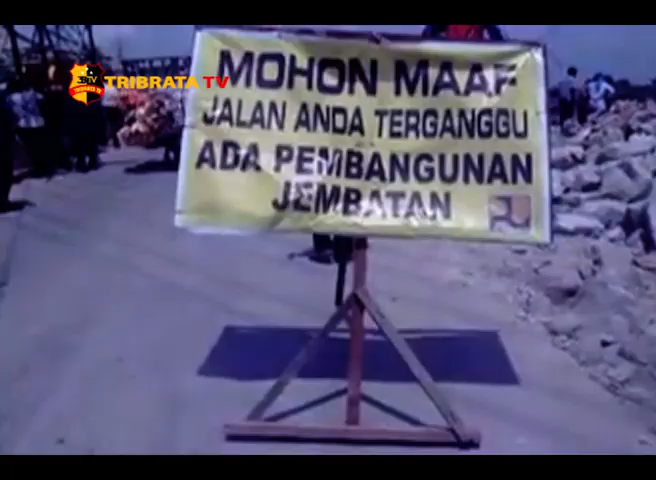 TRIBRATA TV
MOHON MAAF
JALAN ANDA TERGANGGU
ADA PEMBANGUNAN
JEMBATAN